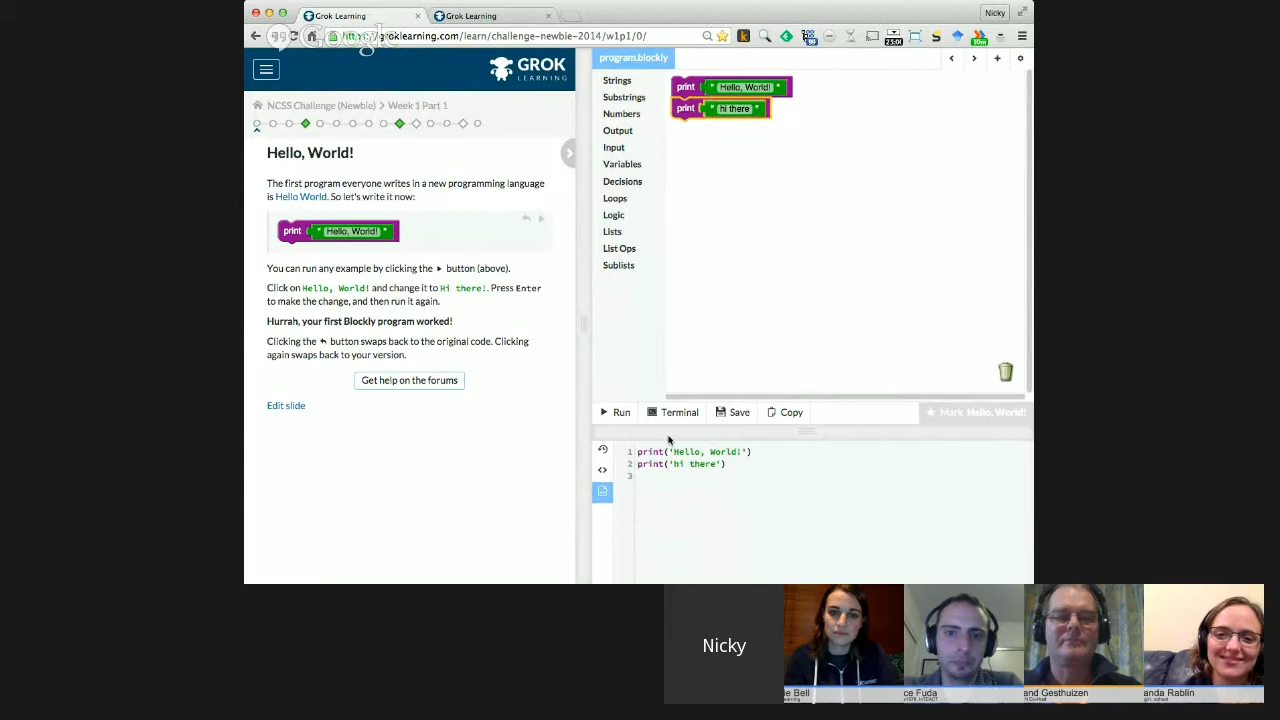 Grok Learning
Grok Learning
Nicky
Google
https://groklearning.com/learn/challenge-newbie-2014/w1p1/0/
GROK
LEARNING
NCSS Challenge (Newbie) > Week 1 Part 1
Hello, World!
The first program everyone writes in a new programming language
is Hello World. So let's write it now:
print " Hello, World! "
You can run any example by clicking the ▶ button (above).
Click on Hello, World! and change it to Hi there!. Press Enter
to make the change, and then run it again.
Hurrah, your first Blockly program worked!
Clicking the button swaps back to the original code. Clicking
again swaps back to your version.
Get help on the forums
Edit slide
program.blockly
Strings
Substrings
Numbers
Output
Input
Variables
Decisions
Loops
Logic
Lists
List Ops
Sublists
print " Hello, World! "
print " hi there "
Run
Terminal
Save
Copy
Mark Hello, World!
1 print('Hello, World!')
2 print('hi there')
3
Nicky
ie Bell
ce Fuda
and Gesthuizen
anda Rablin